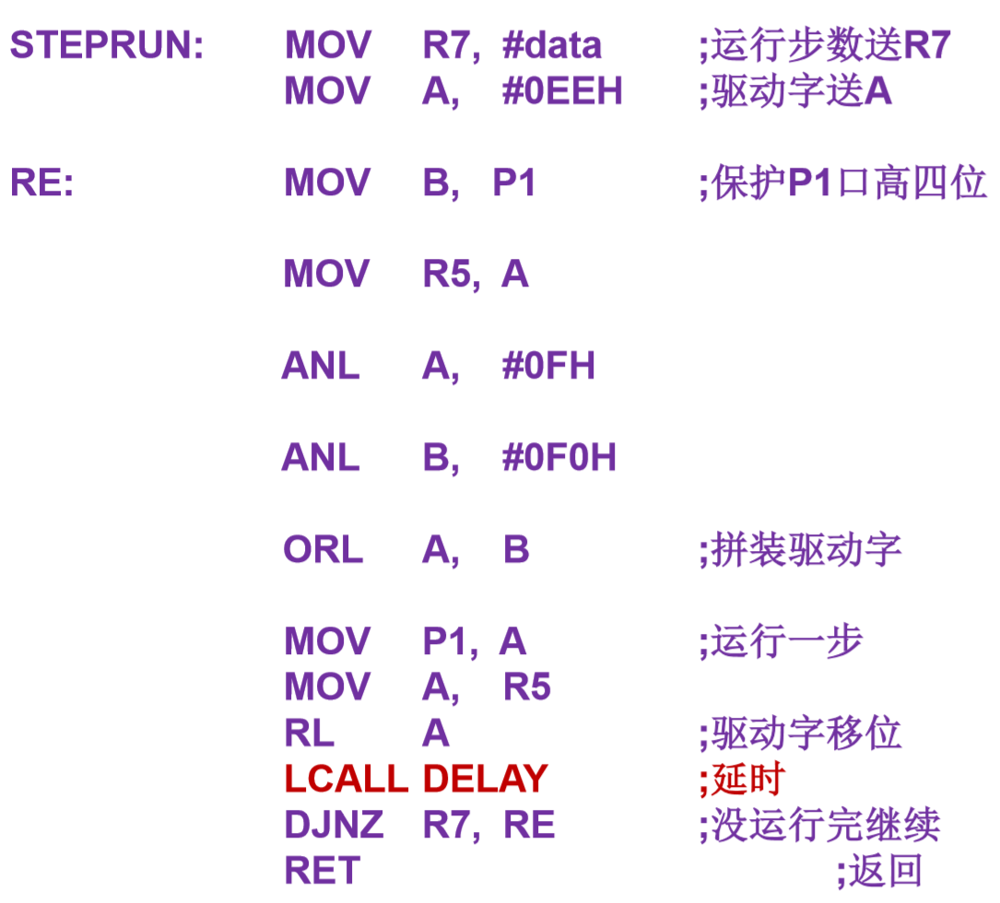 STEPRUN: MOV R7, #data ;运行步数送R7
MOV A, #0EEH ;驱动字送A
RE: MOV B, P1 ;保护P1口高四位
MOV R5, A
ANL A, #0FH
ANL B, #0F0H
ORL A, B ;拼装驱动字
MOV P1, A ;运行一步
MOV A, R5
RL A ;驱动字移位
LCALL DELAY ;延时
DJNZ R7, RE ;没运行完继续
RET ;返回